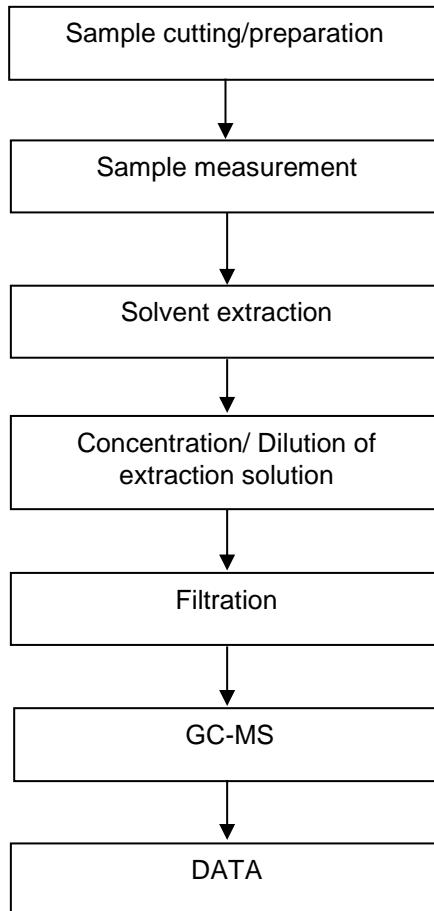 Sample cutting/preparation
Sample measurement
Solvent extraction
Concentration/ Dilution of
extraction solution
Filtration
GC-MS
DATA